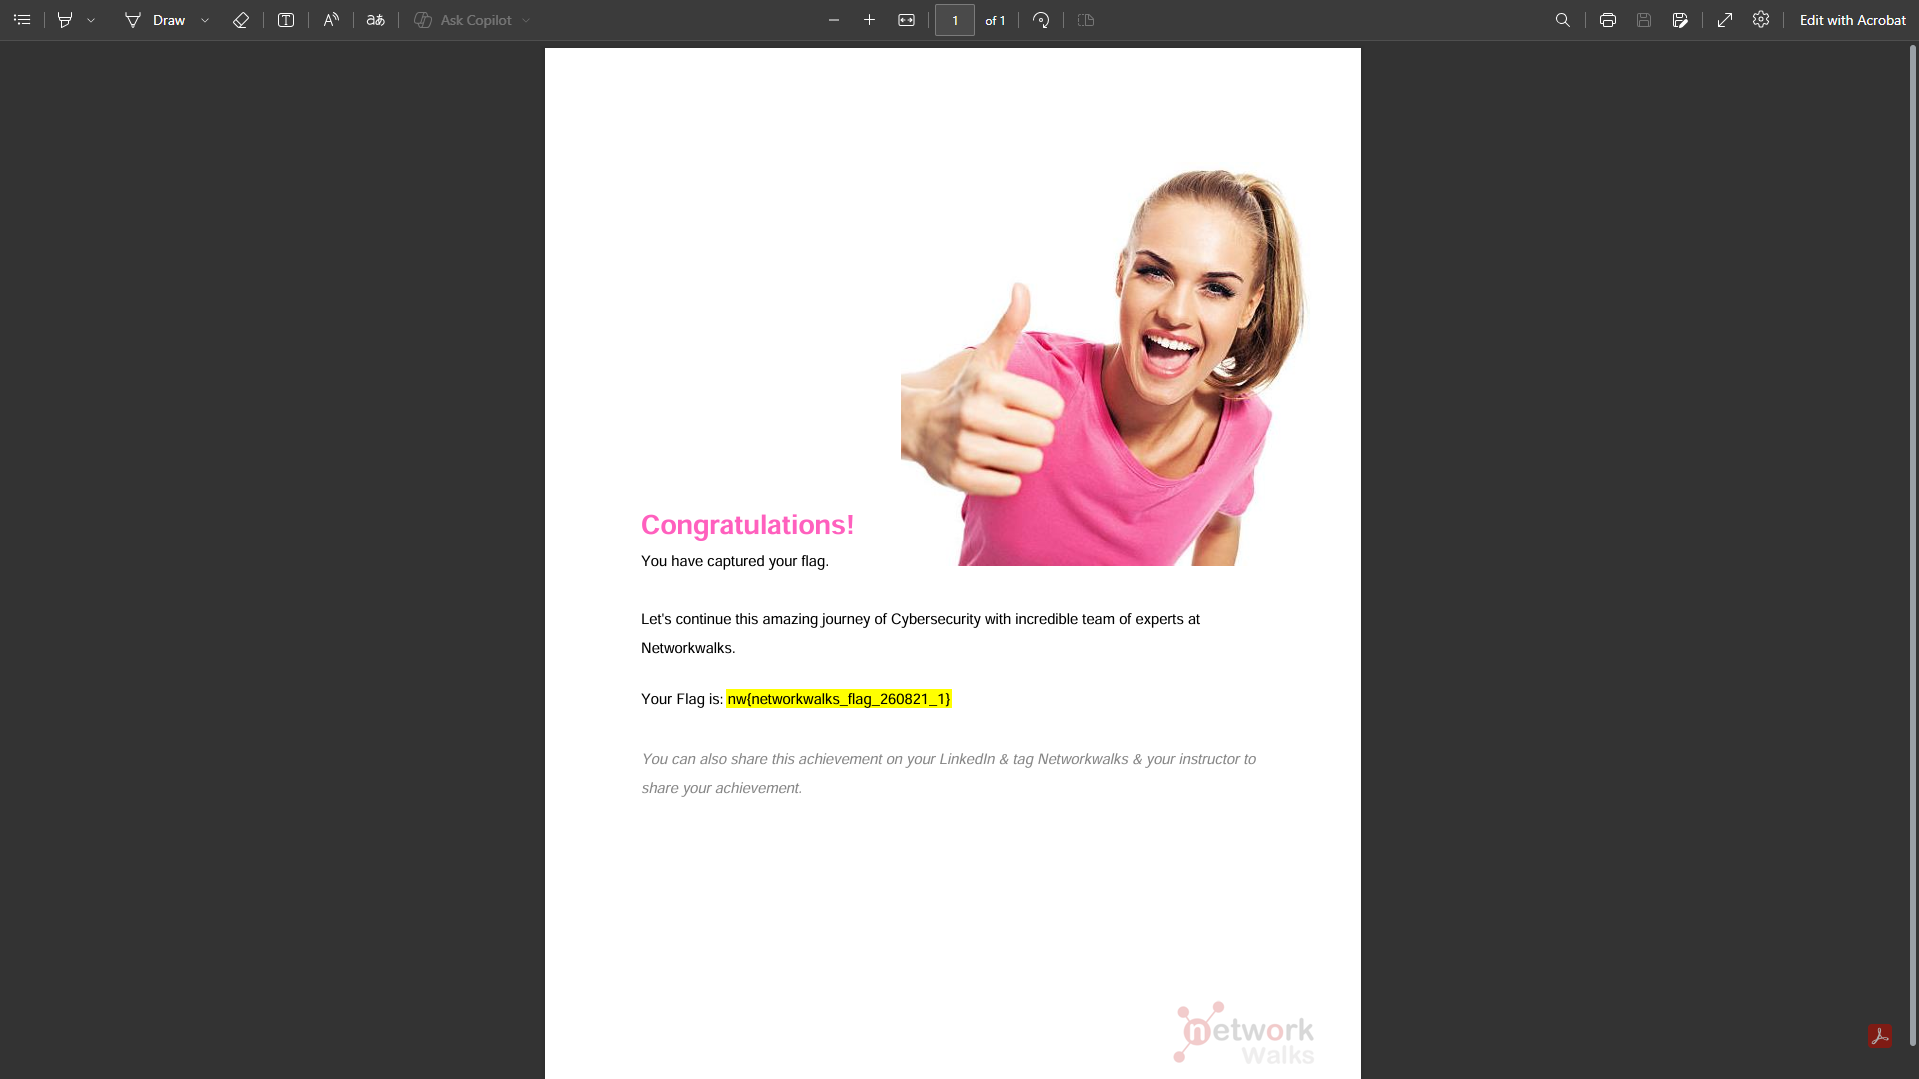 Draw
Ask Copilot
1
of 1
Edit with Acrobat
Congratulations!
You have captured your flag.
Let's continue this amazing journey of Cybersecurity with incredible team of experts at
Networkwalks.
Your Flag is: nw{networkwalks_flag_260821_1}
You can also share this achievement on your LinkedIn & tag Networkwalks & your instructor to
share your achievement.
network
Walks